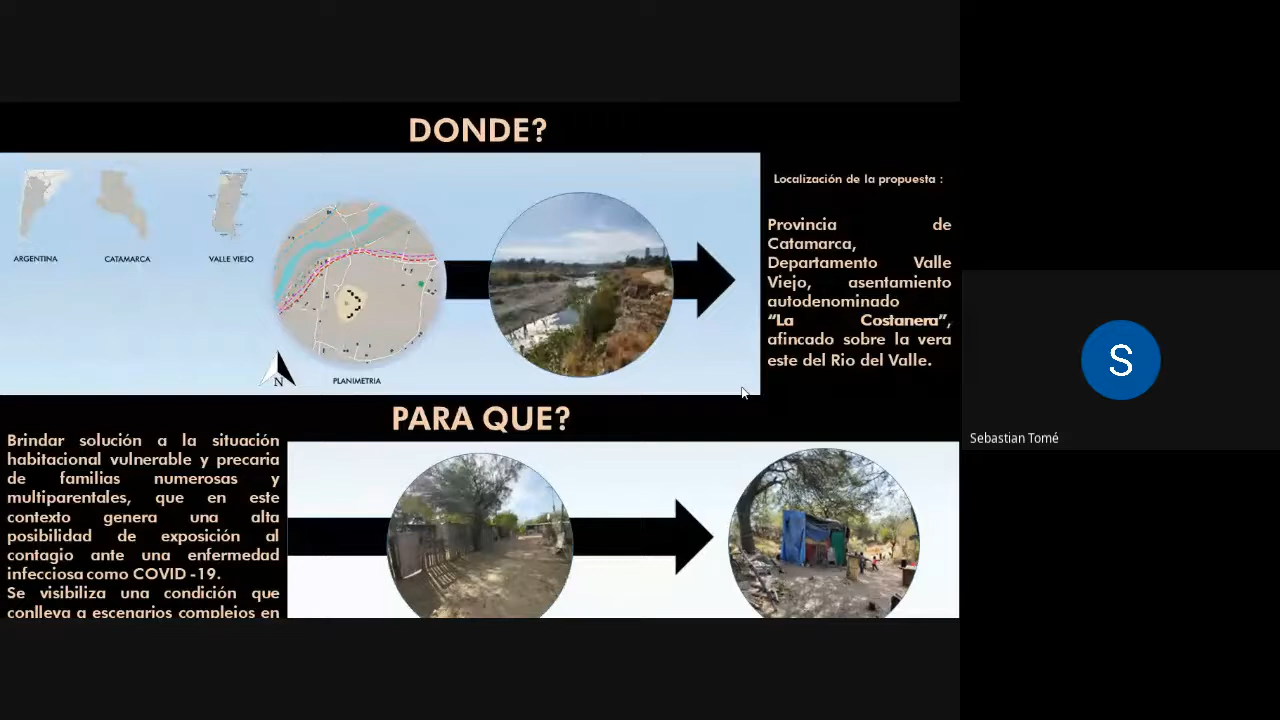 DONDE?
ARGENTINA
CATAMARCA
VALLE VIEJO
N
PLANIMETRIA
Localización de la propuesta :
Provincia de
Catamarca,
Departamento Valle
Viejo, asentamiento
autodenominado
“La Costanera”,
afincado sobre la vera
este del Rio del Valle.
PARA QUE?
Brindar solución a la situación
habitacional vulnerable y precaria
de familias numerosas y
multiparentales, que en este
contexto genera una alta
posibilidad de exposición al
contagio ante una enfermedad
infecciosa como COVID -19.
Se visibiliza una condición que
conlleva a escenarios complejos en
S
Sebastian Tomé